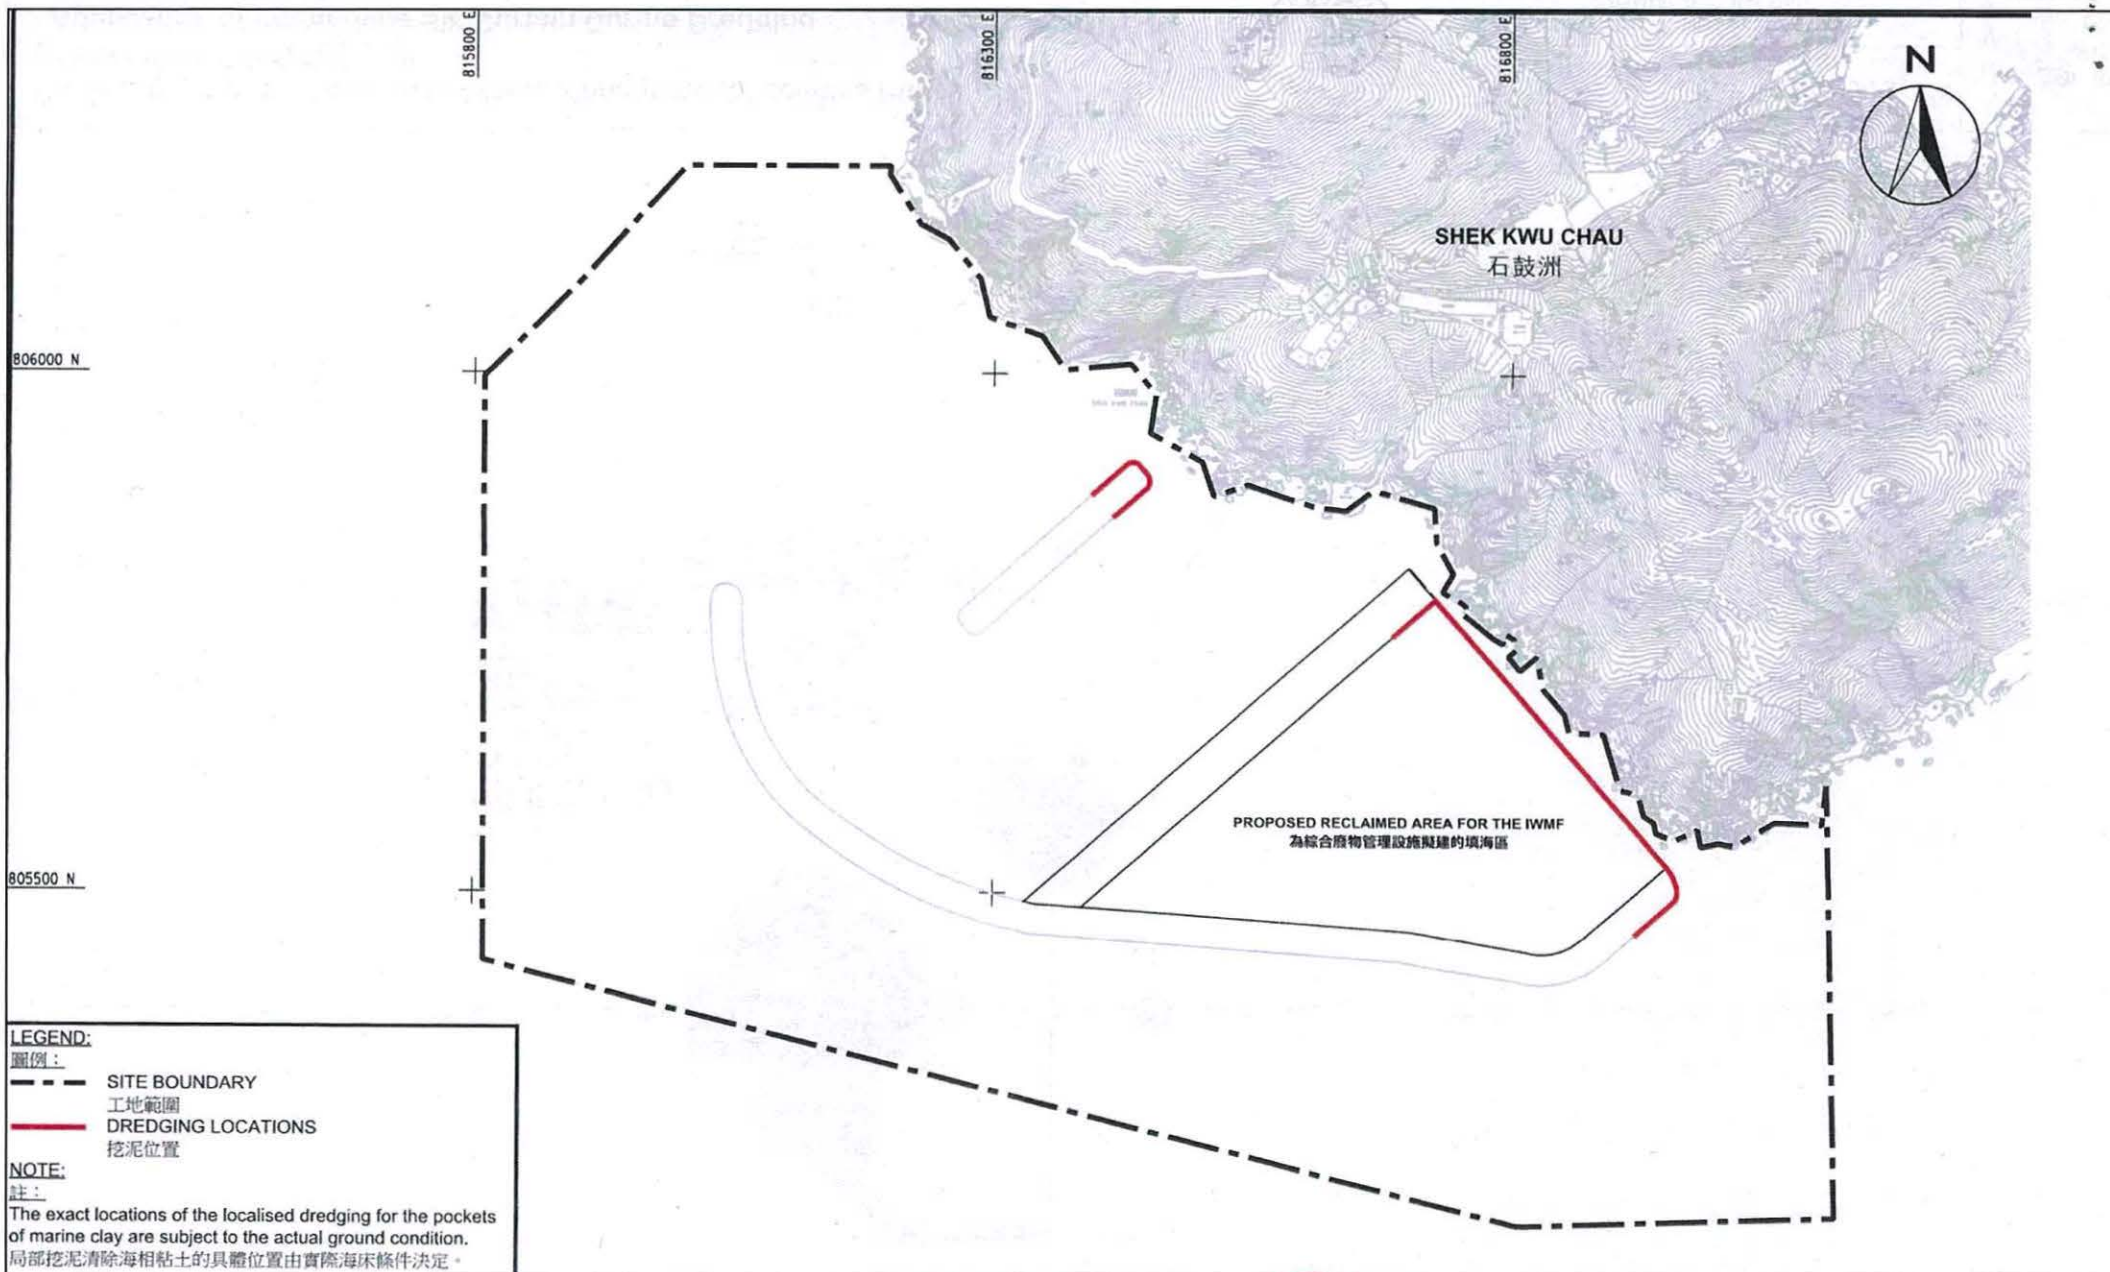 815800 E
816300 E
816800 E
N
SHEK KWU CHAU
石鼓洲
806000 N
PROPOSED RECLAIMED AREA FOR THE IWMF
為綜合廢物管理設施擬建的填海區
805500 N
LEGEND:
圖例：
SITE BOUNDARY
工地範圍
DREDGING LOCATIONS
挖泥位置
NOTE:
註：
The exact locations of the localised dredging for the pockets
of marine clay are subject to the actual ground condition.
局部挖泥清除海相粘土的具體位置由實際海床條件決定。